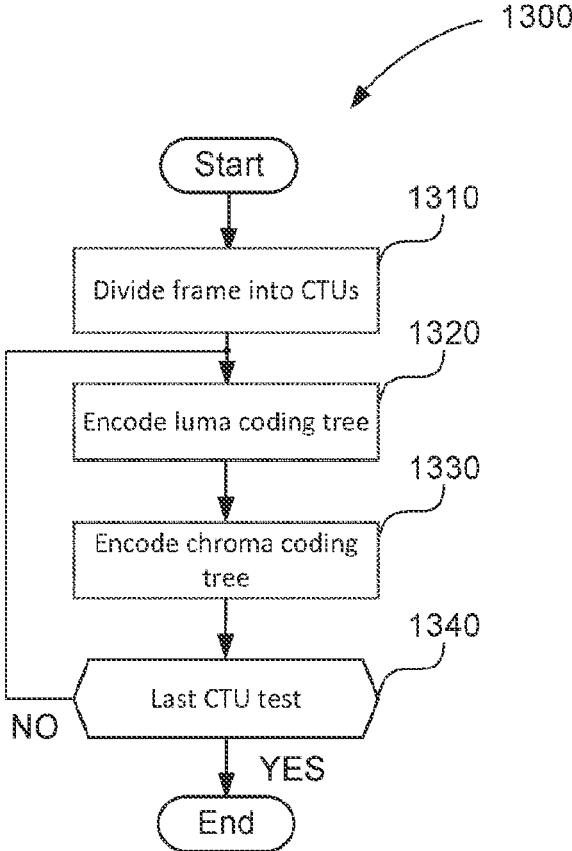 1300
Start
1310
Divide frame into CTUs
1320
Encode luma coding tree
1330
Encode chroma coding
tree
1340
Last CTU test
NO
YES
End